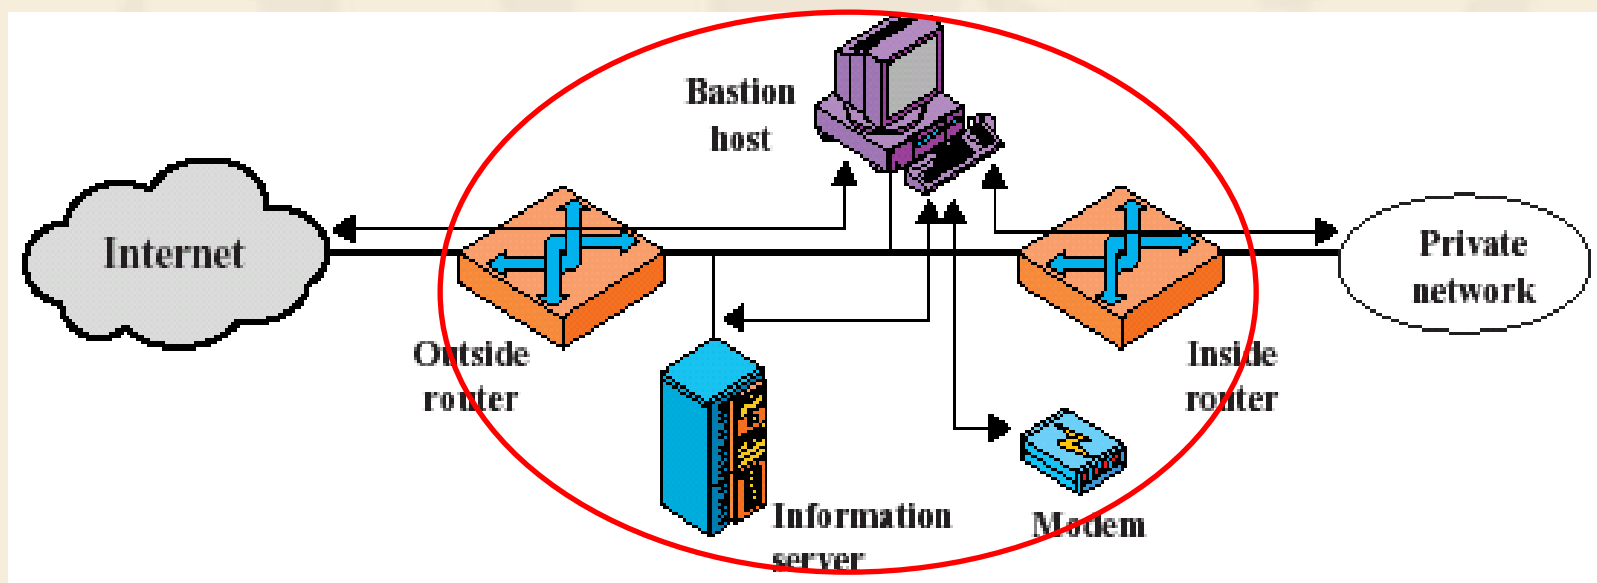 Bastion
host
Internet
Private
network
Outside
router
Inside
router
Information
server
Modem